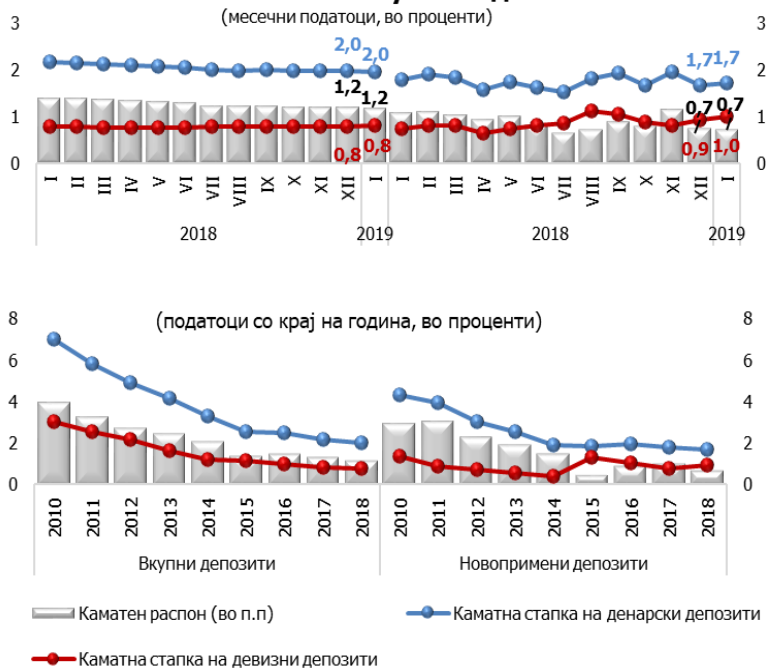 (месечни податоци, во проценти)
3 3
2 2
1 1
0 0
2,0 2,0 1,7 1,7
1,2 1,2 0,7 0,7
0,8 0,8 0,9 1,0
I II III IV V VI VII VIII IX X XI XII I I II III IV V VI VII VIII IX X XI XII I
2018 2019 2018 2019
(податоци со крај на година, во проценти)
8 8
6 6
4 4
2 2
0 0
2010 2011 2012 2013 2014 2015 2016 2017 2018 2010 2011 2012 2013 2014 2015 2016 2017 2018
Вкупни депозити Новопримени депозити
Каматен распон (во п.п) Каматна стапка на денарски депозити
Каматна стапка на девизни депозити